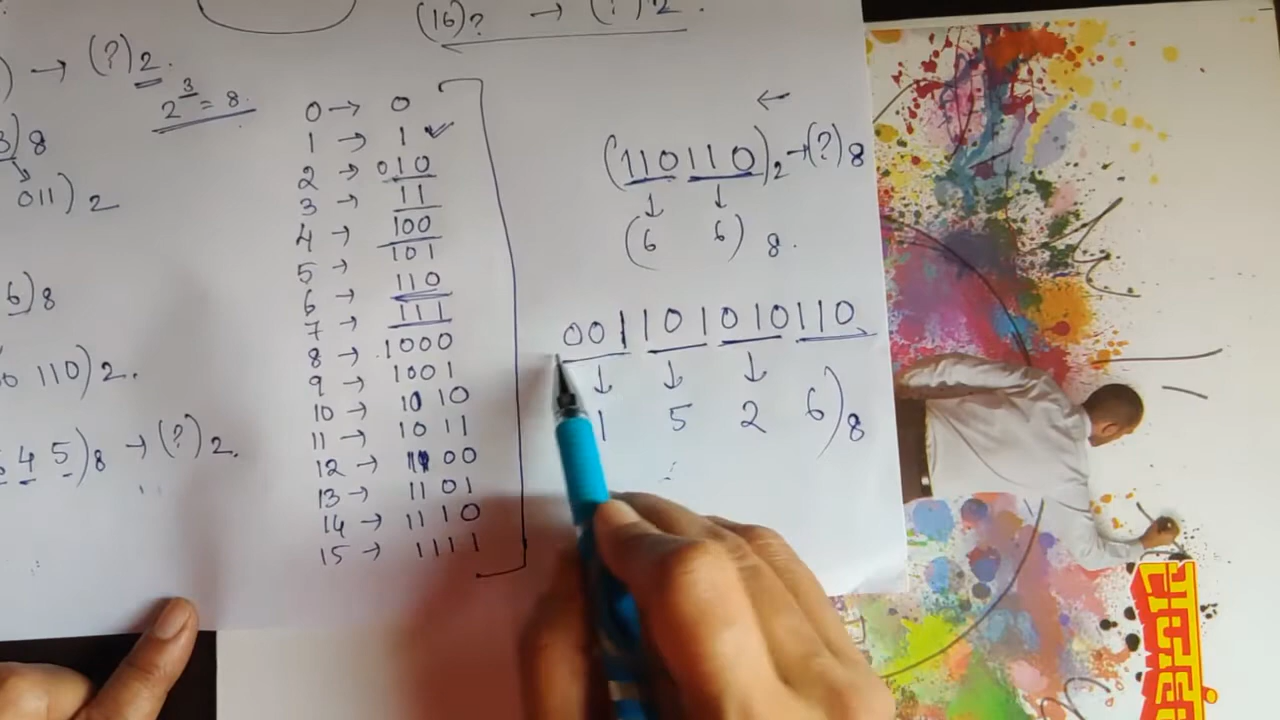 (16)? → (?)2.
) → (?)2.
2^3 = 8.
3)8
011)2
6)8
110)2.
4 5)8 → (?)2.
0 → 0
1 → 1 ✓
2 → 010
3 → 11
4 → 100
5 → 101
6 → 110
7 → 111
8 → 1000
9 → 1001
10 → 1010
11 → 1011
12 → 1100
13 → 1101
14 → 1110
15 → 1111
←
(110110)2 → (?)8
↓ ↓
(6 6)8.
001101010110
↓ ↓ ↓
1 5 2 6)8